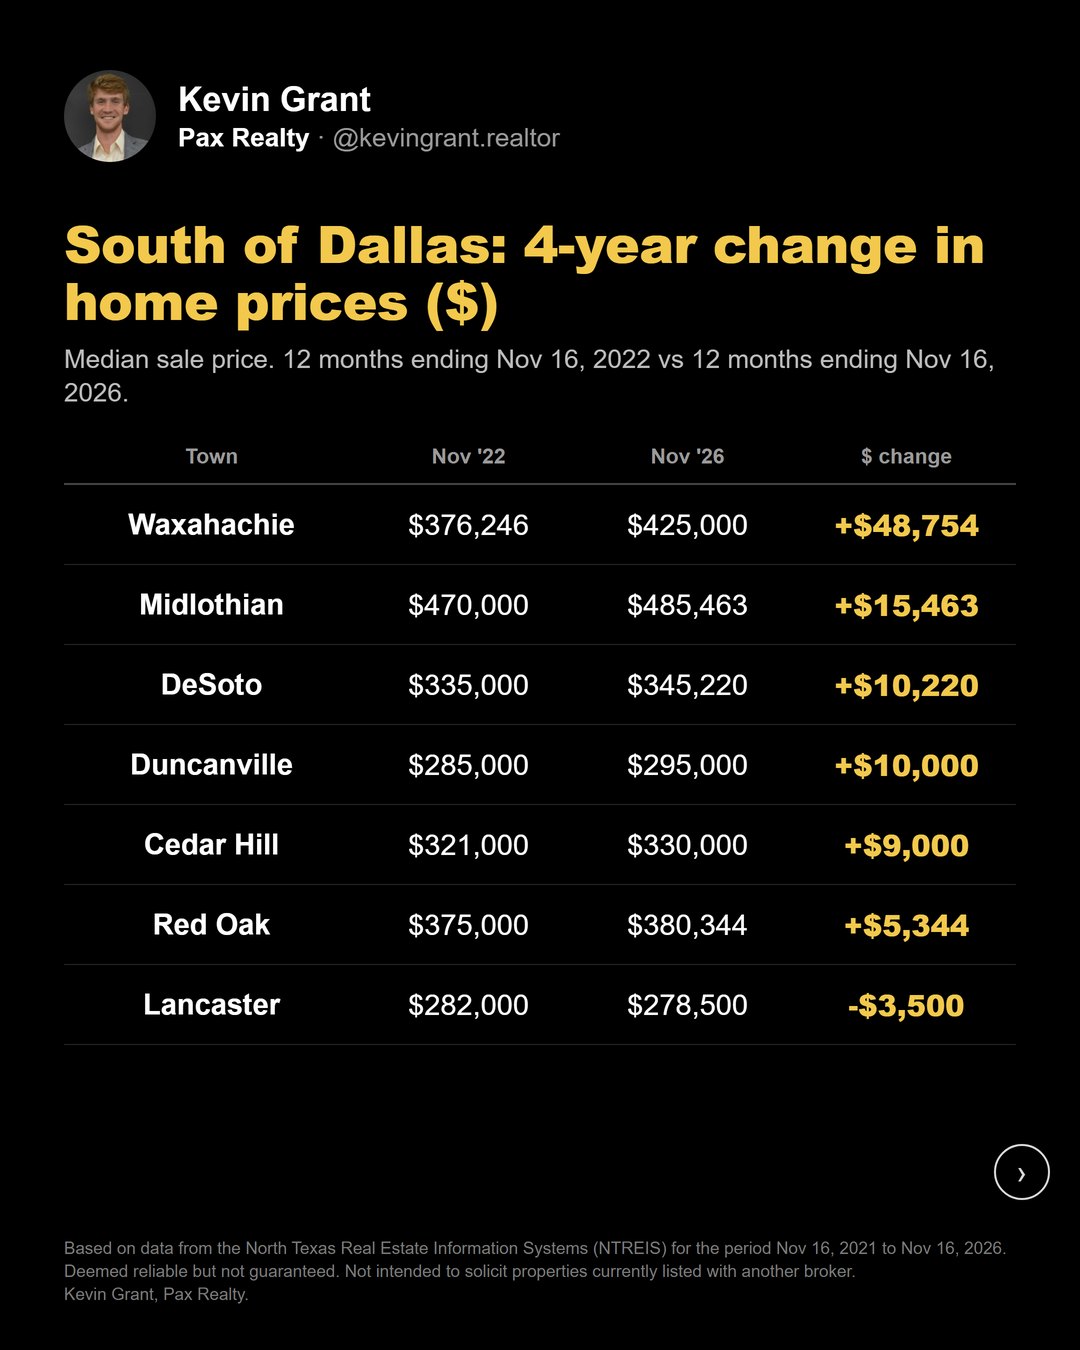 Kevin Grant
Pax Realty · @kevingrant.realtor
South of Dallas: 4-year change in
home prices ($)
Median sale price. 12 months ending Nov 16, 2022 vs 12 months ending Nov 16,
2026.
Town Nov '22 Nov '26 $ change
Waxahachie $376,246 $425,000 +$48,754
Midlothian $470,000 $485,463 +$15,463
DeSoto $335,000 $345,220 +$10,220
Duncanville $285,000 $295,000 +$10,000
Cedar Hill $321,000 $330,000 +$9,000
Red Oak $375,000 $380,344 +$5,344
Lancaster $282,000 $278,500 -$3,500
›
Based on data from the North Texas Real Estate Information Systems (NTREIS) for the period Nov 16, 2021 to Nov 16, 2026.
Deemed reliable but not guaranteed. Not intended to solicit properties currently listed with another broker.
Kevin Grant, Pax Realty.